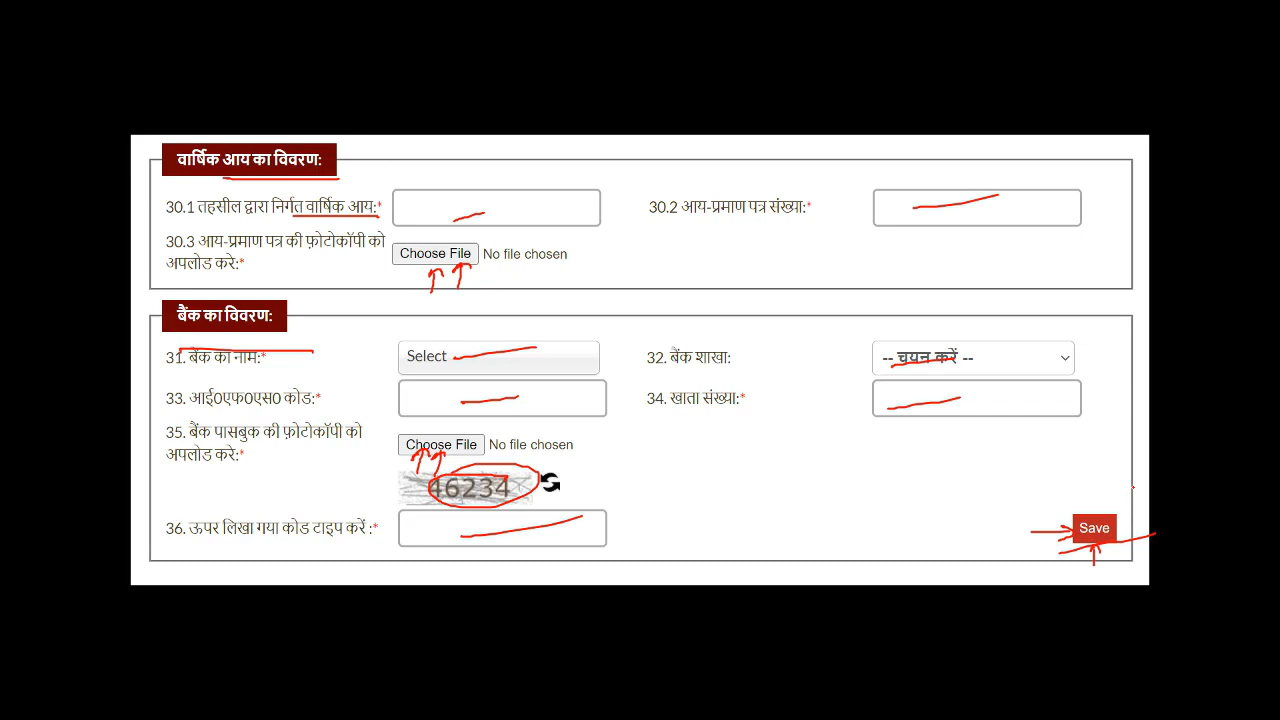 वार्षिक आय का विवरण:
30.1 तहसील द्वारा निर्गत वार्षिक आय:*
30.2 आय-प्रमाण पत्र संख्या:*
30.3 आय-प्रमाण पत्र की फ़ोटोकॉपी को अपलोड करे:*
Choose File No file chosen
बैंक का विवरण:
31. बैंक का नाम:*
Select
32. बैंक शाखा:
-- चयन करें --
33. आई0एफ0एस0 कोड:*
34. खाता संख्या:*
35. बैंक पासबुक की फ़ोटोकॉपी को अपलोड करे:*
Choose File No file chosen
46234
36. ऊपर लिखा गया कोड टाइप करें :*
Save